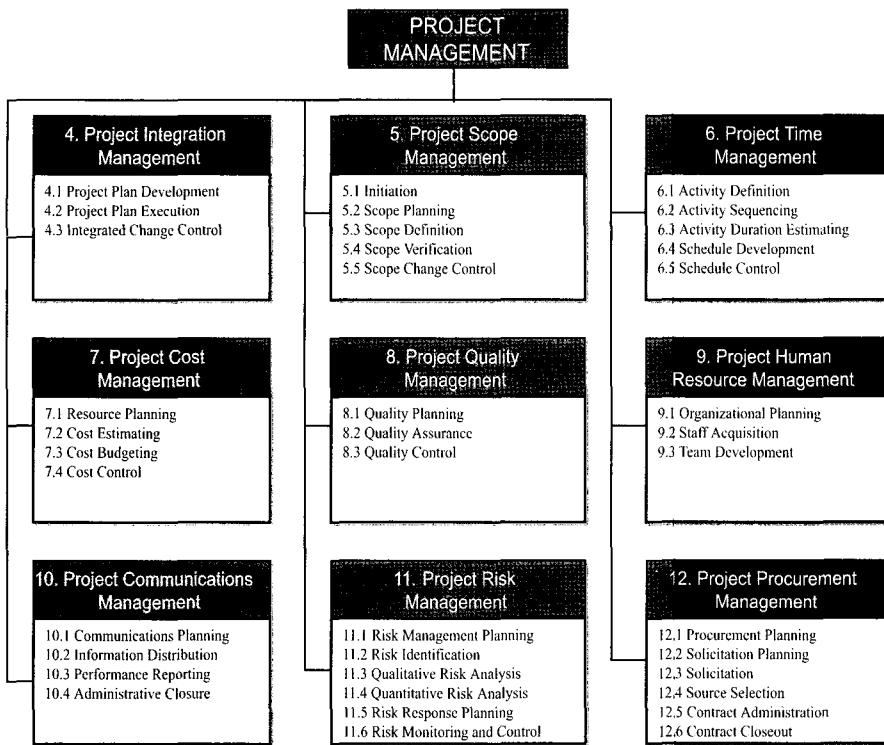 PROJECT
MANAGEMENT
4. Project Integration
Management
4.1 Project Plan Development
4.2 Project Plan Execution
4.3 Integrated Change Control
5. Project Scope
Management
5.1 Initiation
5.2 Scope Planning
5.3 Scope Definition
5.4 Scope Verification
5.5 Scope Change Control
6. Project Time
Management
6.1 Activity Definition
6.2 Activity Sequencing
6.3 Activity Duration Estimating
6.4 Schedule Development
6.5 Schedule Control
7. Project Cost
Management
7.1 Resource Planning
7.2 Cost Estimating
7.3 Cost Budgeting
7.4 Cost Control
8. Project Quality
Management
8.1 Quality Planning
8.2 Quality Assurance
8.3 Quality Control
9. Project Human
Resource Management
9.1 Organizational Planning
9.2 Staff Acquisition
9.3 Team Development
10. Project Communications
Management
10.1 Communications Planning
10.2 Information Distribution
10.3 Performance Reporting
10.4 Administrative Closure
11. Project Risk
Management
11.1 Risk Management Planning
11.2 Risk Identification
11.3 Qualitative Risk Analysis
11.4 Quantitative Risk Analysis
11.5 Risk Response Planning
11.6 Risk Monitoring and Control
12. Project Procurement
Management
12.1 Procurement Planning
12.2 Solicitation Planning
12.3 Solicitation
12.4 Source Selection
12.5 Contract Administration
12.6 Contract Closeout